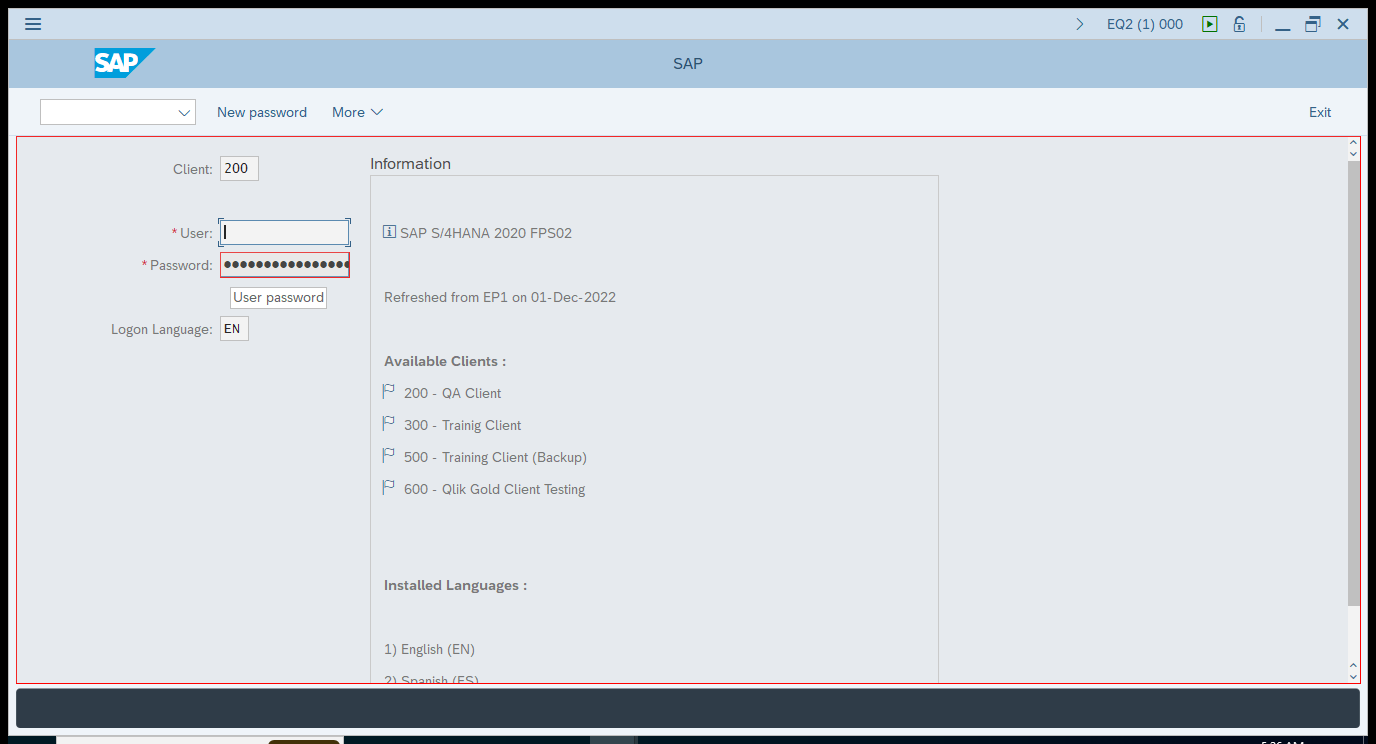 EQ2 (1) 000
SAP
SAP
New password
More
Exit
Client: 200
Information
* User:
SAP S/4HANA 2020 FPS02
* Password:
User password
Refreshed from EP1 on 01-Dec-2022
Logon Language: EN
Available Clients :
200 - QA Client
300 - Trainig Client
500 - Training Client (Backup)
600 - Qlik Gold Client Testing
Installed Languages :
1) English (EN)
2) Spanish (ES)